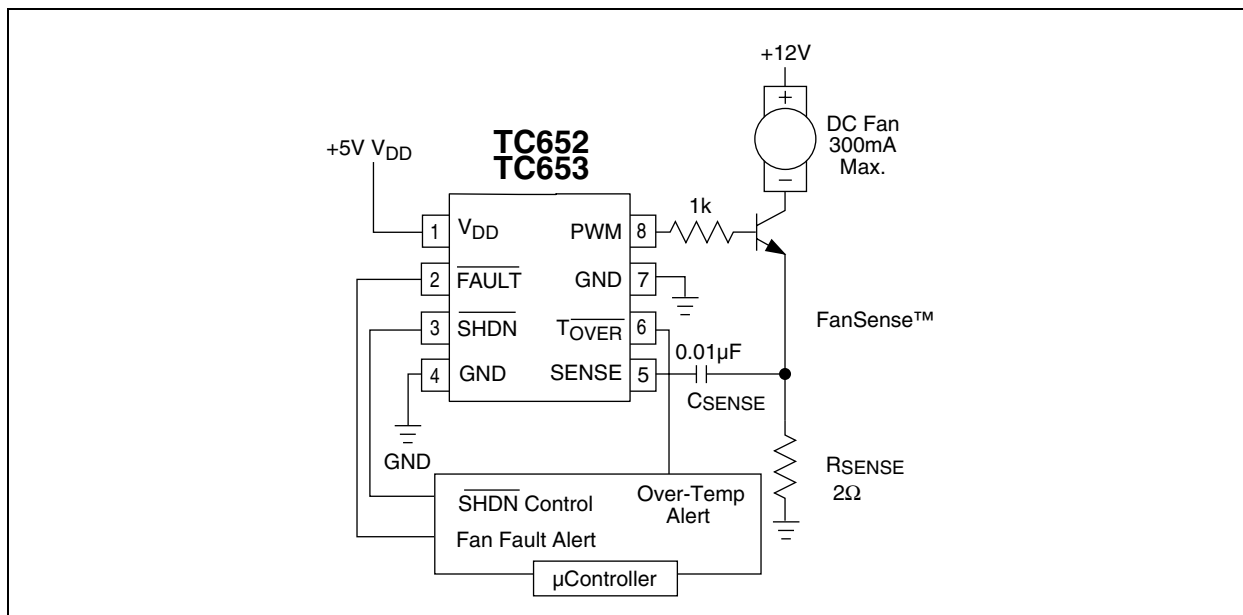 +12V
+
DC Fan
300mA
Max.
–
TC652
TC653
+5V VDD
1k
1 VDD PWM 8
2 FAULT GND 7
3 SHDN TOVER 6
4 GND SENSE 5
FanSense™
0.01µF
CSENSE
GND
RSENSE
2Ω
SHDN Control
Over-Temp
Alert
Fan Fault Alert
µController